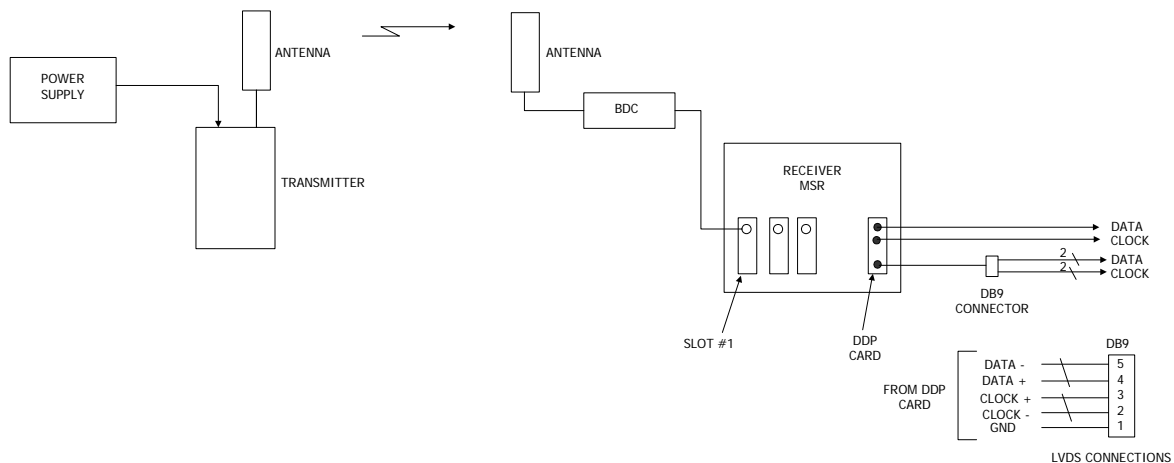 POWER
SUPPLY
ANTENNA
TRANSMITTER
ANTENNA
BDC
RECEIVER
MSR
SLOT #1
DDP
CARD
DATA
CLOCK
2
DATA
2
CLOCK
DB9
CONNECTOR
DB9
FROM DDP
CARD
DATA - 5
DATA + 4
CLOCK + 3
CLOCK - 2
GND 1
LVDS CONNECTIONS